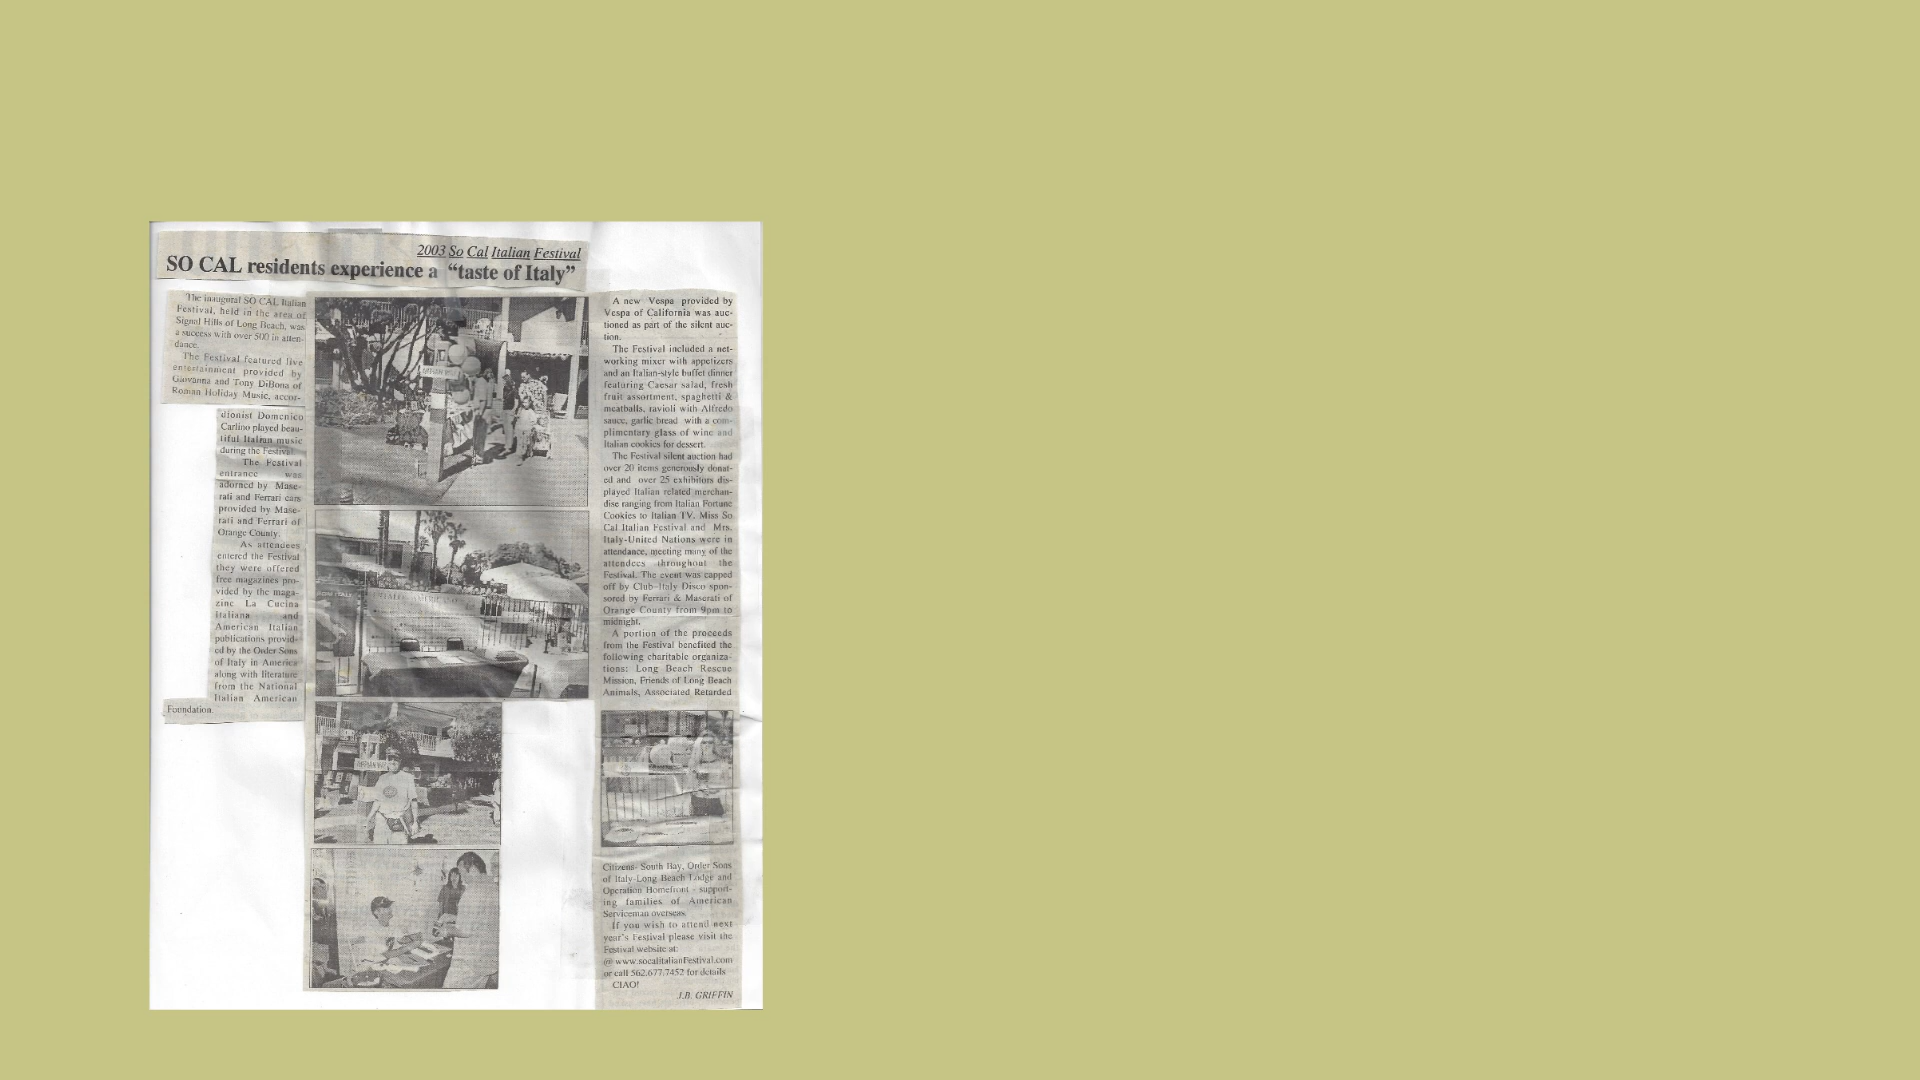 2003 So Cal Italian Festival
SO CAL residents experience a "taste of Italy"
The inaugural SO CAL Italian
Festival, held in the area of
Signal Hills of Long Beach, was
a success with over 500 in atten-
dance.
The Festival featured live
entertainment provided by
Giovanna and Tony DiBona of
Roman Holiday Music, accor-
dionist Domenico
Carlino played beau-
tiful Italian music
during the Festival.
The Festival
entrance was
adorned by Mase-
rati and Ferrari cars
provided by Mase-
rati and Ferrari of
Orange County.
As attendees
entered the Festival
they were offered
free magazines pro-
vided by the maga-
zine La Cucina
Italiana and
American Italian
publications provid-
ed by the Order Sons
of Italy in America
along with literature
from the National
Italian American
Foundation.
A new Vespa provided by
Vespa of California was auc-
tioned as part of the silent auc-
tion.
The Festival included a net-
working mixer with appetizers
and an Italian-style buffet dinner
featuring Caesar salad, fresh
fruit assortment, spaghetti &
meatballs, ravioli with Alfredo
sauce, garlic bread with a com-
plimentary glass of wine and
Italian cookies for dessert.
The Festival silent auction had
over 20 items generously donat-
ed and over 25 exhibitors dis-
played Italian related merchan-
dise ranging from Italian Fortune
Cookies to Italian TV. Miss So
Cal Italian Festival and Mrs.
Italy-United Nations were in
attendance, meeting many of the
attendees throughout the
Festival. The event was capped
off by Club Italy Disco spon-
sored by Ferrari & Maserati of
Orange County from 9pm to
midnight.
A portion of the proceeds
from the Festival benefited the
following charitable organiza-
tions: Long Beach Rescue
Mission, Friends of Long Beach
Animals, Associated Retarded
Citizens- South Bay, Order Sons
of Italy-Long Beach Lodge and
Operation Homefront - support-
ing families of American
Serviceman overseas.
If you wish to attend next
year's Festival please visit the
Festival website at:
@ www.socalitalianFestival.com
or call 562.677.7452 for details
CIAO!
J.B. GRIFFIN